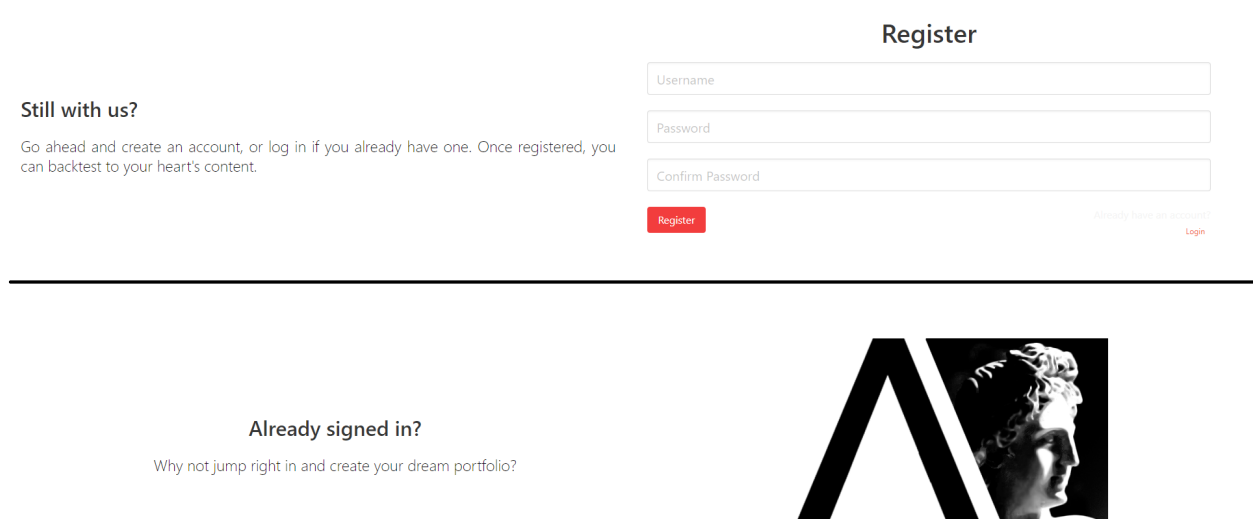 Register
Username
Still with us?
Password
Go ahead and create an account, or log in if you already have one. Once registered, you
can backtest to your heart's content.
Confirm Password
Register
Already have an account?
Login
Already signed in?
Why not jump right in and create your dream portfolio?